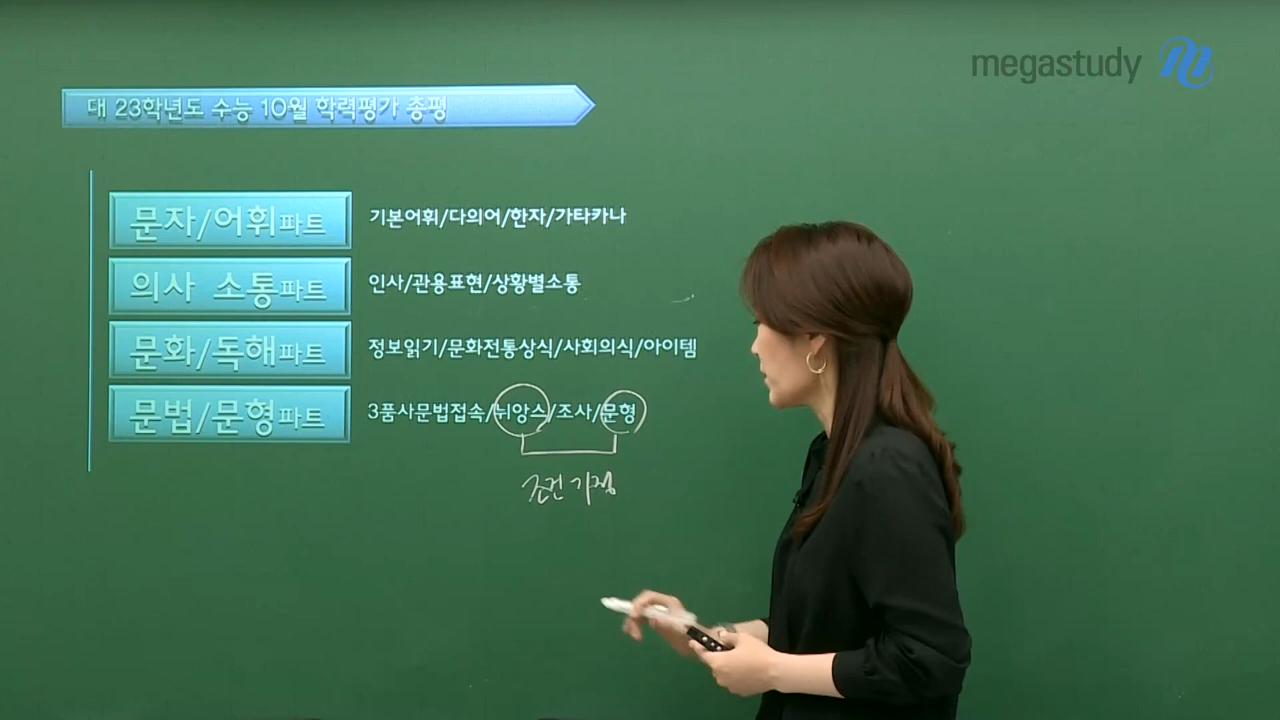 megastudy
대 23학년도 수능 10월 학력평가 총평
문자/어휘파트
기본어휘/다의어/한자/가타카나
의사 소통파트
인사/관용표현/상황별소통
문화/독해파트
정보읽기/문화전통상식/사회의식/아이템
문법/문형파트
3품사문법접속/뉘앙스/조사/문형
조건 가정